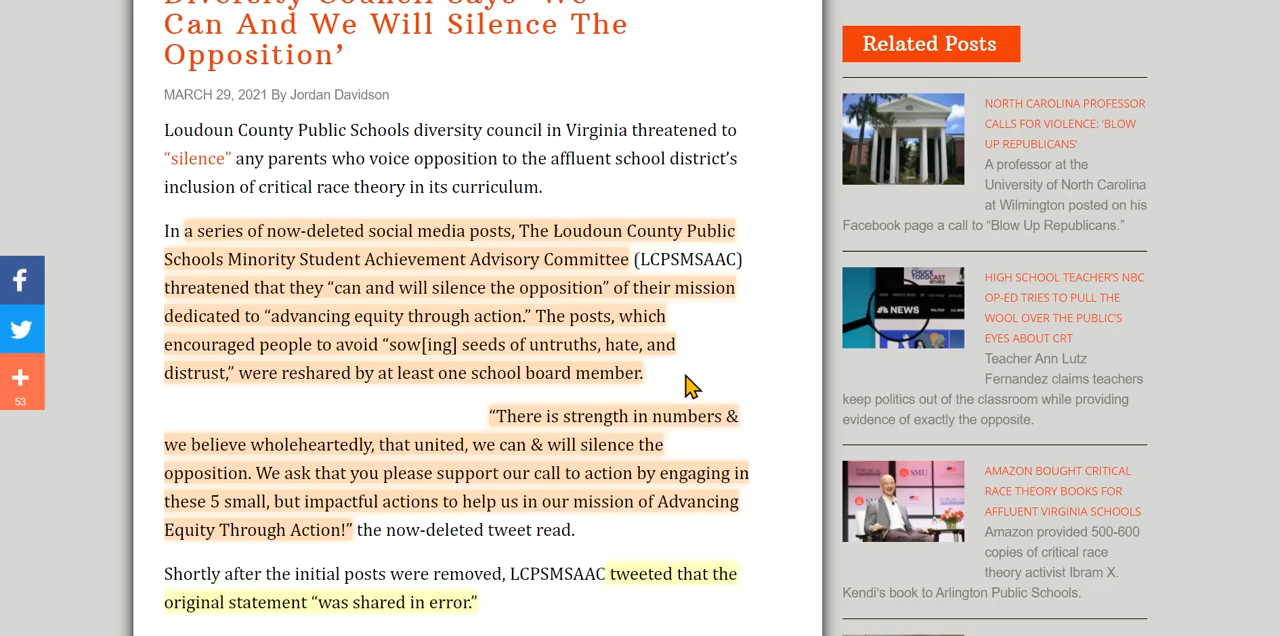 Diversity Council Says ‘We
Can And We Will Silence The
Opposition’
MARCH 29, 2021 By Jordan Davidson
Loudoun County Public Schools diversity council in Virginia threatened to
“silence” any parents who voice opposition to the affluent school district’s
inclusion of critical race theory in its curriculum.
In a series of now-deleted social media posts, The Loudoun County Public
Schools Minority Student Achievement Advisory Committee (LCPSMSAAC)
threatened that they “can and will silence the opposition” of their mission
dedicated to “advancing equity through action.” The posts, which
encouraged people to avoid “sow[ing] seeds of untruths, hate, and
distrust,” were reshared by at least one school board member.
“There is strength in numbers &
we believe wholeheartedly, that united, we can & will silence the
opposition. We ask that you please support our call to action by engaging in
these 5 small, but impactful actions to help us in our mission of Advancing
Equity Through Action!” the now-deleted tweet read.
Shortly after the initial posts were removed, LCPSMSAAC tweeted that the
original statement “was shared in error.”
53
Related Posts
NORTH CAROLINA PROFESSOR
CALLS FOR VIOLENCE: ‘BLOW
UP REPUBLICANS’
A professor at the
University of North Carolina
at Wilmington posted on his
Facebook page a call to “Blow Up Republicans.”
HIGH SCHOOL TEACHER’S NBC
OP-ED TRIES TO PULL THE
WOOL OVER THE PUBLIC’S
EYES ABOUT CRT
Teacher Ann Lutz
Fernandez claims teachers
keep politics out of the classroom while providing
evidence of exactly the opposite.
NEWS
AMAZON BOUGHT CRITICAL
RACE THEORY BOOKS FOR
AFFLUENT VIRGINIA SCHOOLS
Amazon provided 500-600
copies of critical race
theory activist Ibram X.
Kendi’s book to Arlington Public Schools.
SMU